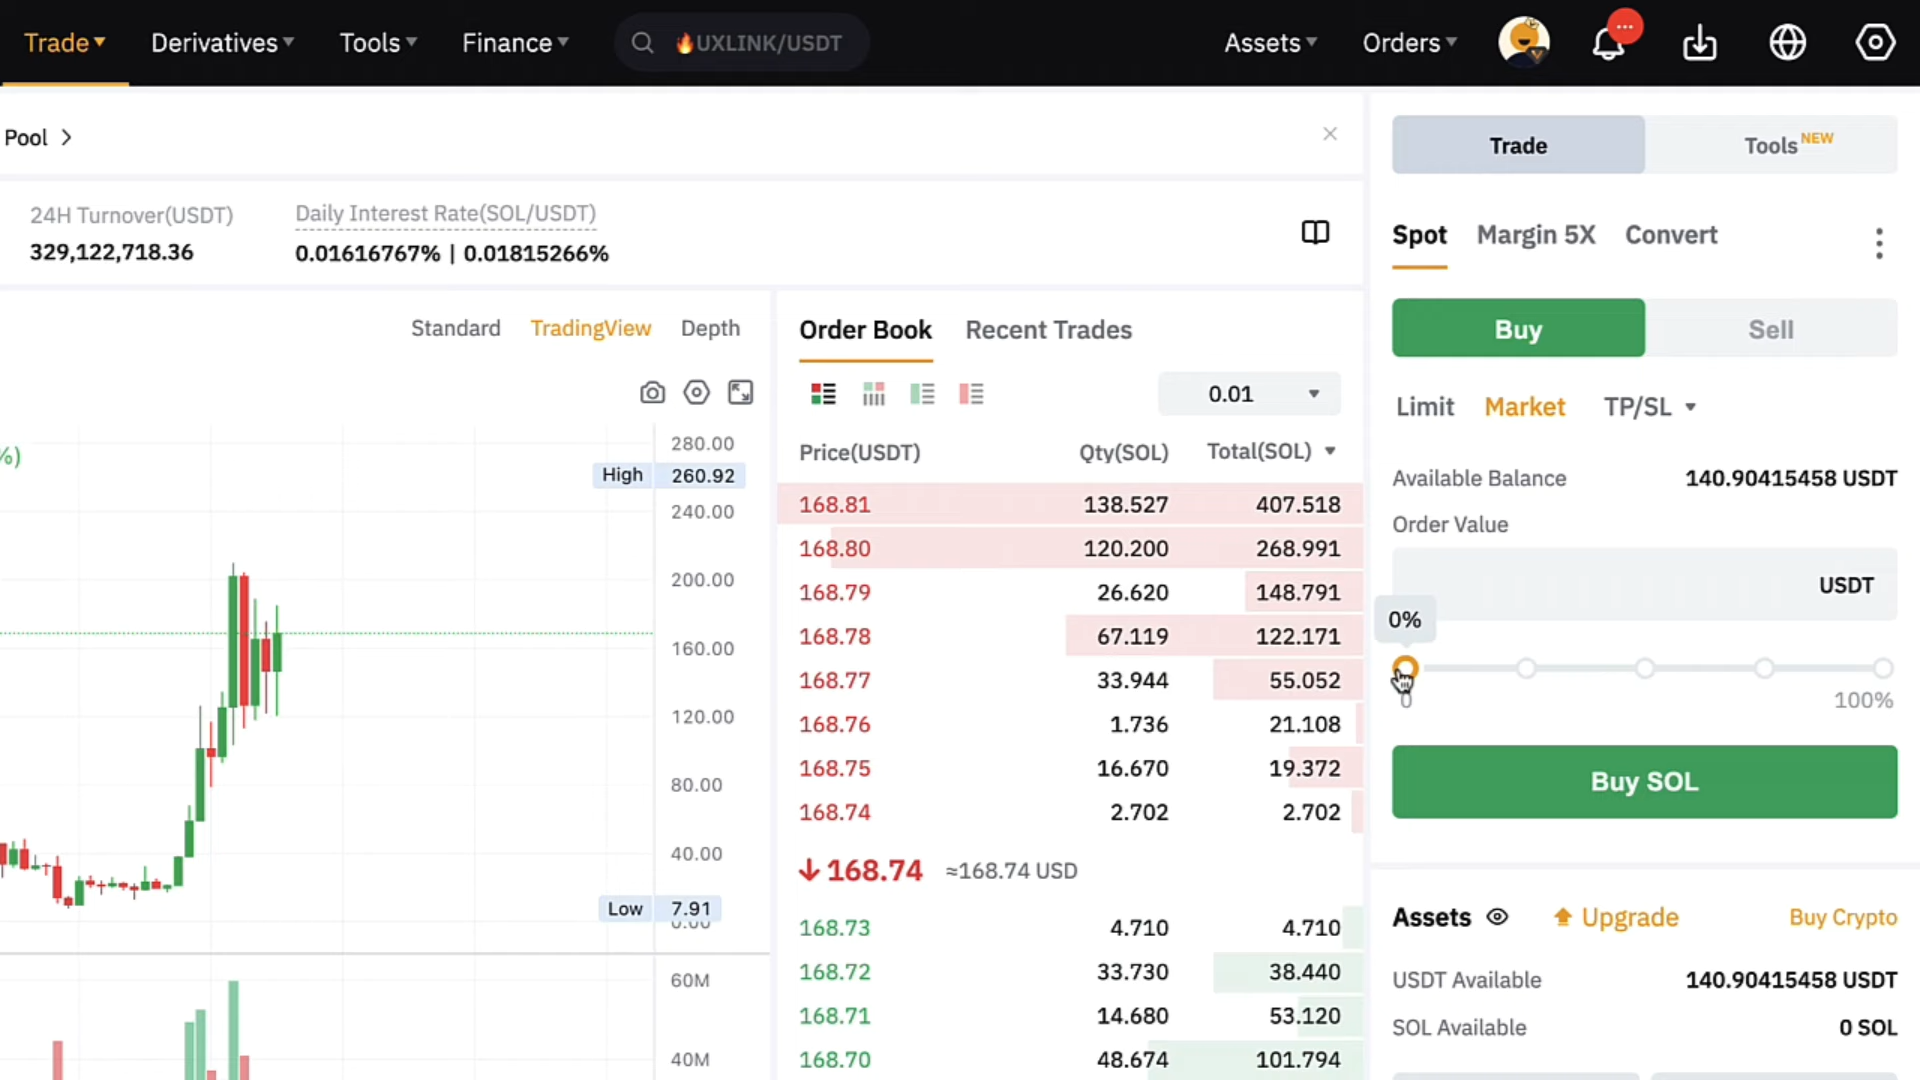 Trade Derivatives Tools Finance 🔥UXLINK/USDT Assets Orders ...
Pool >
24H Turnover(USDT)
329,122,718.36
Daily Interest Rate(SOL/USDT)
0.01616767% | 0.01815266%
Standard TradingView Depth
%)
280.00
High 260.92
240.00
200.00
160.00
120.00
80.00
40.00
Low 7.91
0.00
60M
40M
Order Book Recent Trades
0.01
Price(USDT) Qty(SOL) Total(SOL)
168.81 138.527 407.518
168.80 120.200 268.991
168.79 26.620 148.791
168.78 67.119 122.171
168.77 33.944 55.052
168.76 1.736 21.108
168.75 16.670 19.372
168.74 2.702 2.702
↓168.74 ≈168.74 USD
168.73 4.710 4.710
168.72 33.730 38.440
168.71 14.680 53.120
168.70 48.674 101.794
Trade Tools NEW
Spot Margin 5X Convert
Buy Sell
Limit Market TP/SL
Available Balance 140.90415458 USDT
Order Value
USDT
0%
0 100%
Buy SOL
Assets Upgrade Buy Crypto
USDT Available 140.90415458 USDT
SOL Available 0 SOL